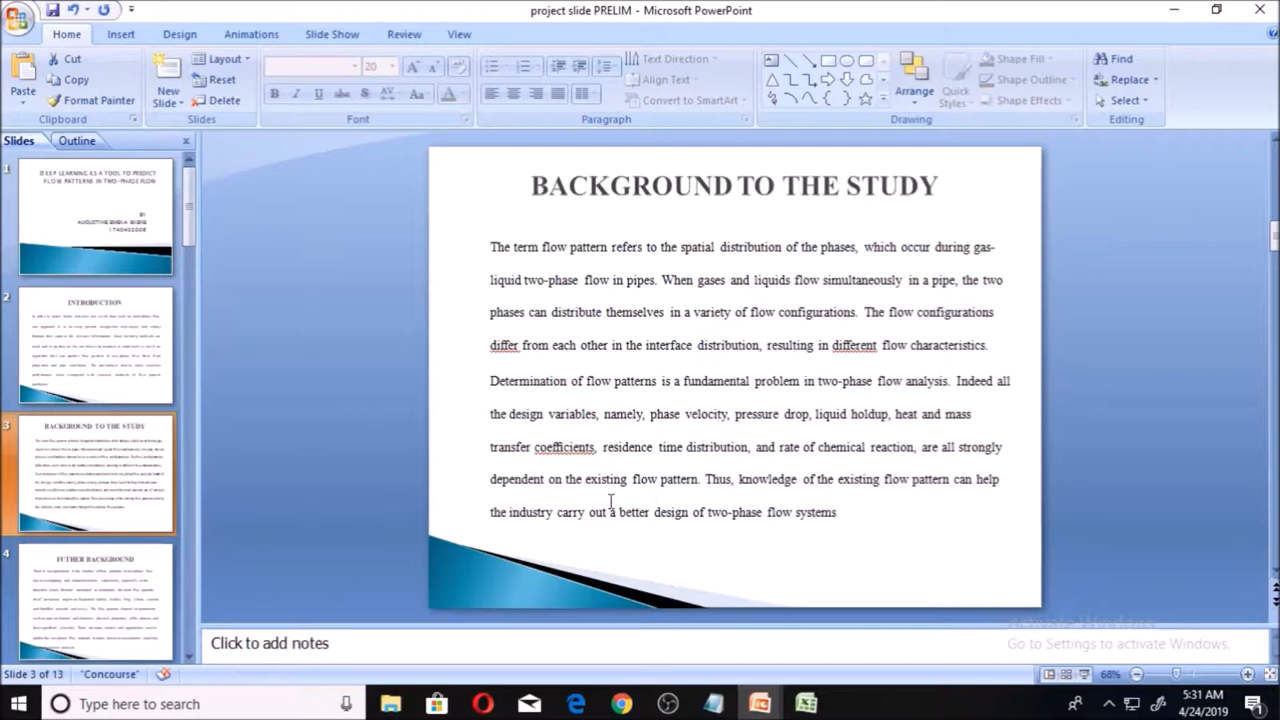 project slide PRELIM - Microsoft PowerPoint
Home Insert Design Slide Show Animations Review View
Cut
Copy
Format Painter
Paste
Clipboard
New Slide
Layout
Reset
Delete
Slides
20
B I U abe S AV Aa A
Font
Text Direction
Align Text
Convert to SmartArt
Paragraph
Arrange
Quick Styles
Shape Fill
Shape Outline
Shape Effects
Drawing
Find
Replace
Select
Editing
Slides Outline
1
DEEP LEARNING AS A TOOL TO PREDICT
FLOW PATTERNS IN TWO-PHASE FLOW
BY
2
INTRODUCTION
3
BACKGROUND TO THE STUDY
4
FUTHER BACKGROUND
BACKGROUND TO THE STUDY
The term flow pattern refers to the spatial distribution of the phases, which occur during gas-
liquid two-phase flow in pipes. When gases and liquids flow simultaneously in a pipe, the two
phases can distribute themselves in a variety of flow configurations. The flow configurations
differ from each other in the interface distribution, resulting in different flow characteristics.
Determination of flow patterns is a fundamental problem in two-phase flow analysis. Indeed all
the design variables, namely, phase velocity, pressure drop, liquid holdup, heat and mass
transfer coefficients, residence time distribution, and rate of chemical reaction, are all strongly
dependent on the existing flow pattern. Thus, knowledge of the existing flow pattern can help
the industry carry out a better design of two-phase flow systems
Click to add notes
Activate Windows
Go to Settings to activate Windows.
Slide 3 of 13 "Concourse" 68%
Type here to search
5:31 AM
4/24/2019